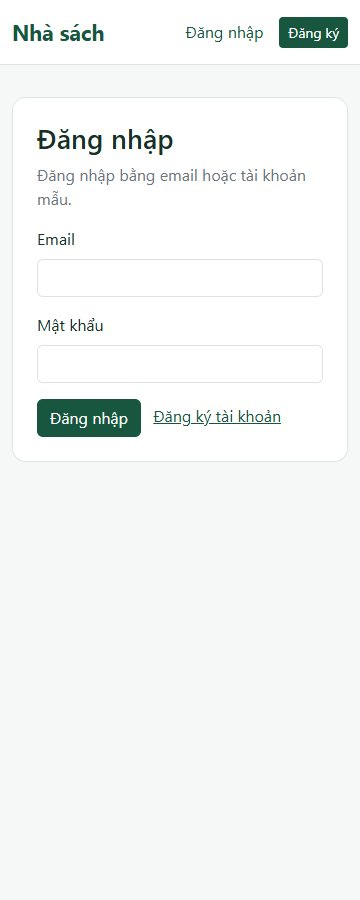 Nhà sách
Đăng nhập
Đăng ký
Đăng nhập
Đăng nhập bằng email hoặc tài khoản
mẫu.
Email
Mật khẩu
Đăng nhập
Đăng ký tài khoản